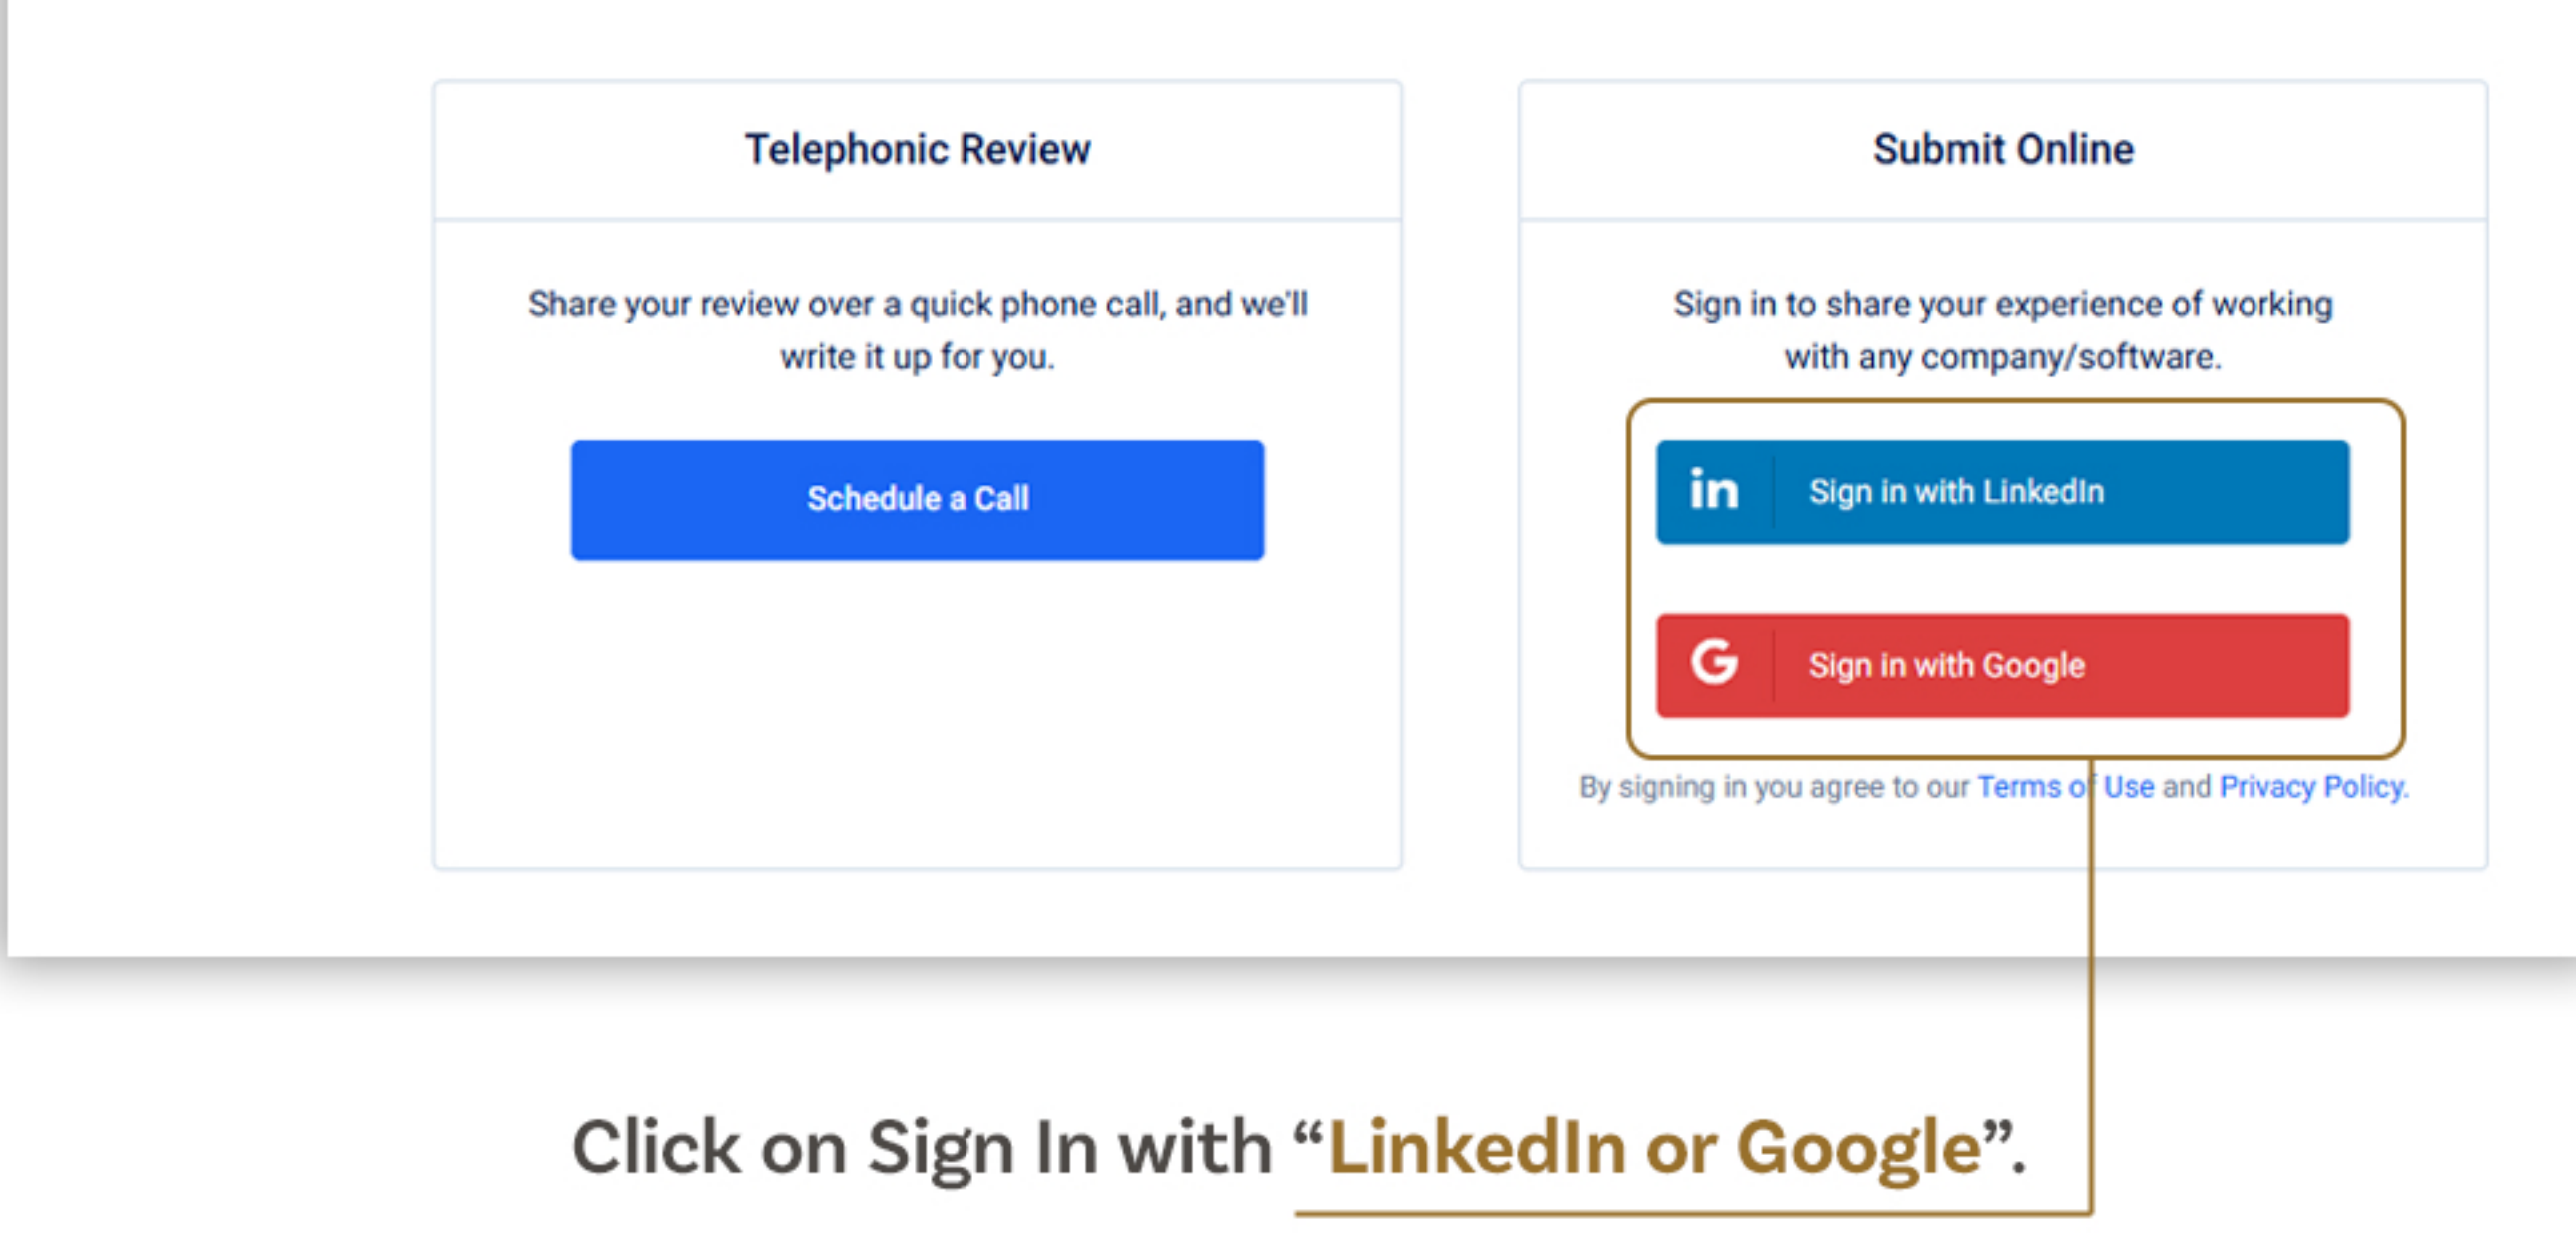 Telephonic Review
Share your review over a quick phone call, and we'll
write it up for you.
Schedule a Call
Submit Online
Sign in to share your experience of working
with any company/software.
in Sign in with LinkedIn
G Sign in with Google
By signing in you agree to our Terms of Use and Privacy Policy.
Click on Sign In with “LinkedIn or Google”.